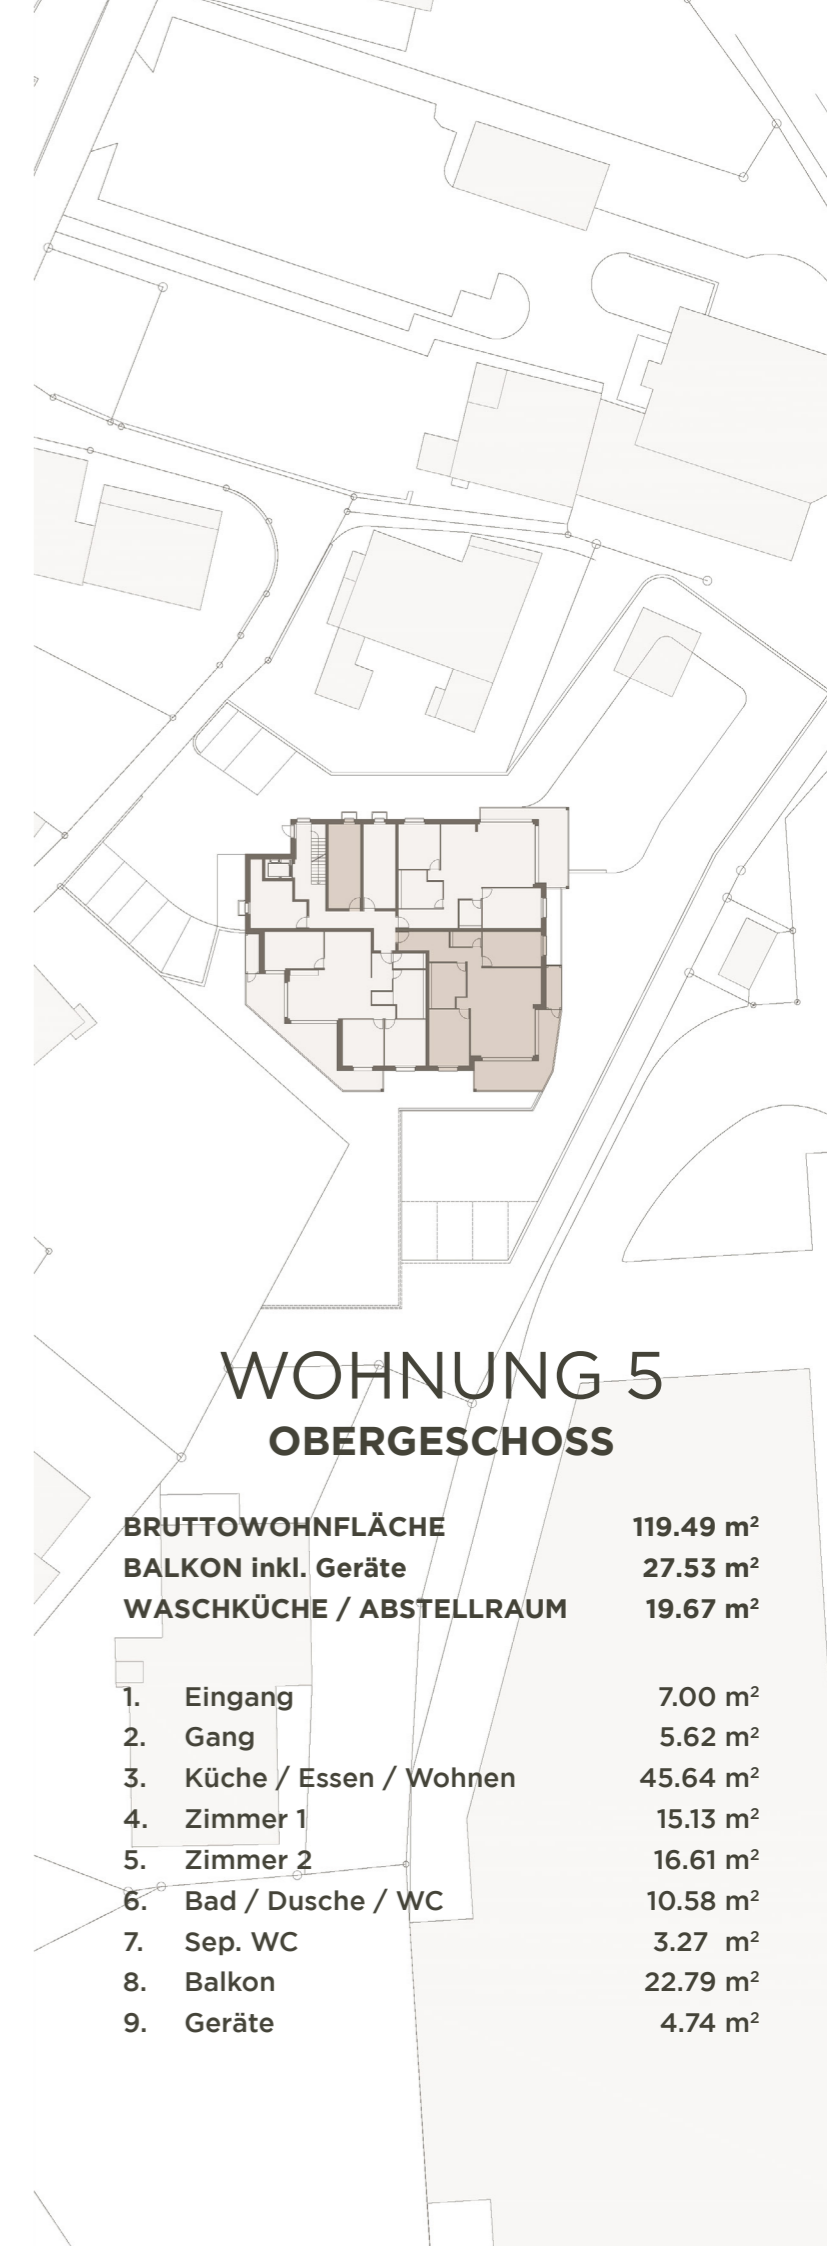 WOHNUNG 5
OBERGESCHOSS
BRUTTOWOHNFLÄCHE 119.49 m²
BALKON inkl. Geräte 27.53 m²
WASCHKÜCHE / ABSTELLRAUM 19.67 m²
1. Eingang 7.00 m²
2. Gang 5.62 m²
3. Küche / Essen / Wohnen 45.64 m²
4. Zimmer 1 15.13 m²
5. Zimmer 2 16.61 m²
6. Bad / Dusche / WC 10.58 m²
7. Sep. WC 3.27 m²
8. Balkon 22.79 m²
9. Geräte 4.74 m²